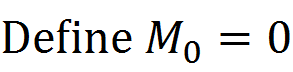 Define M₀ = 0